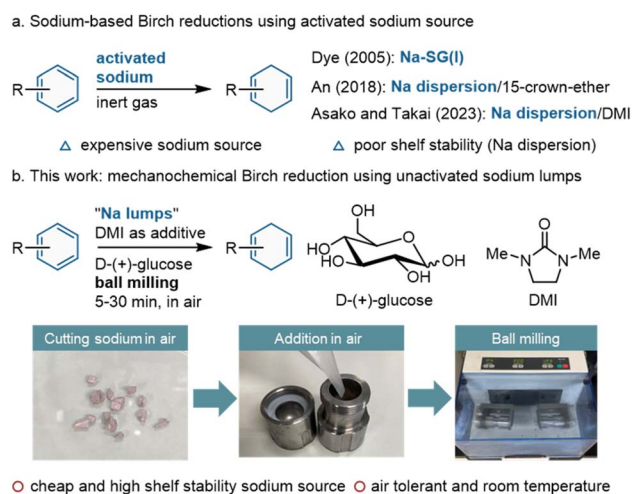 a. Sodium-based Birch reductions using activated sodium source
activated
sodium
R
inert gas
R
Dye (2005): Na-SG(I)
An (2018): Na dispersion/15-crown-ether
Asako and Takai (2023): Na dispersion/DMI
△ expensive sodium source
△ poor shelf stability (Na dispersion)
b. This work: mechanochemical Birch reduction using unactivated sodium lumps
"Na lumps"
DMI as additive
R
D-(+)-glucose
ball milling
5-30 min, in air
R
OH
HO
HO
O
OH
OH
D-(+)-glucose
O
Me
N
N
Me
DMI
Cutting sodium in air
Addition in air
Ball milling
○ cheap and high shelf stability sodium source ○ air tolerant and room temperature